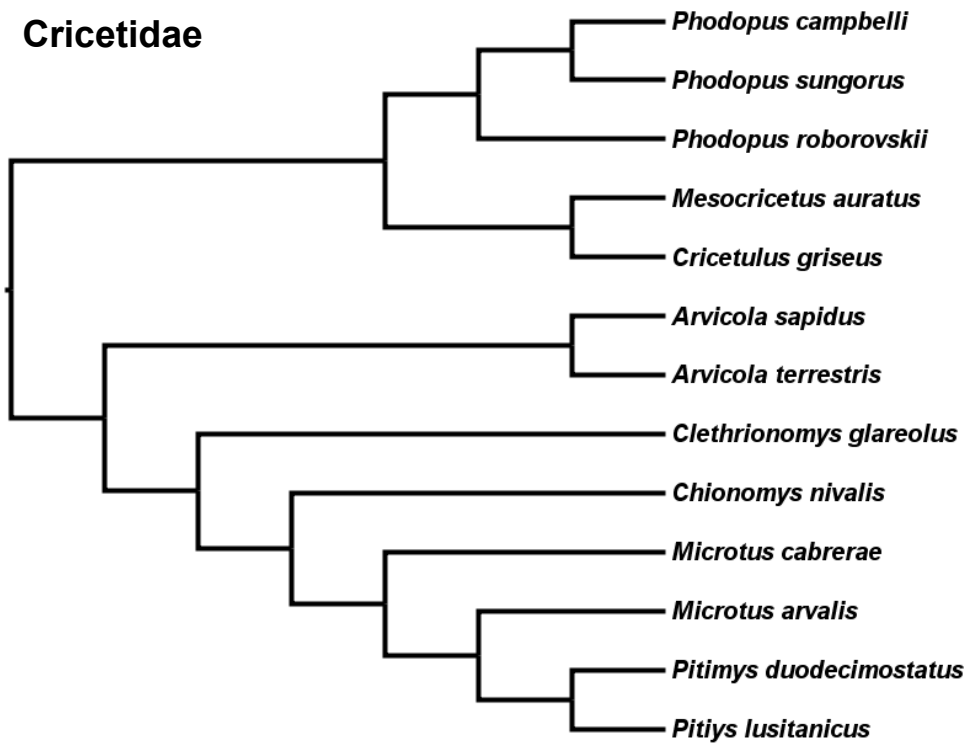 Cricetidae
Phodopus campbelli
Phodopus sungorus
Phodopus roborovskii
Mesocricetus auratus
Cricetulus griseus
Arvicola sapidus
Arvicola terrestris
Clethrionomys glareolus
Chionomys nivalis
Microtus cabrerae
Microtus arvalis
Pitimys duodecimostatus
Pitiys lusitanicus